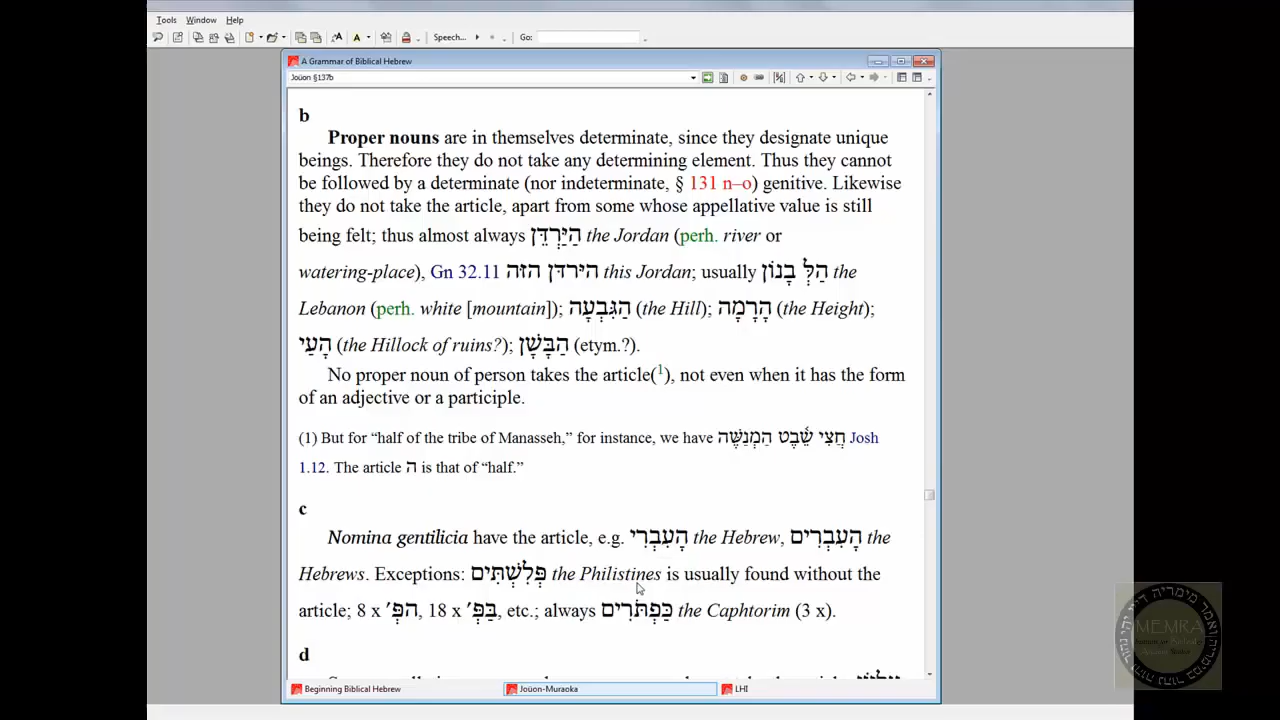 Tools Window Help
Speech... Go:
A Grammar of Biblical Hebrew
Joüon §137b
b
Proper nouns are in themselves determinate, since they designate unique
beings. Therefore they do not take any determining element. Thus they cannot
be followed by a determinate (nor indeterminate, § 131 n–o) genitive. Likewise
they do not take the article, apart from some whose appellative value is still
being felt; thus almost always הַיַּרְדֵּן the Jordan (perh. river or
watering-place), Gn 32.11 הירדן הזה this Jordan; usually הַלְּ בָנוֹן the
Lebanon (perh. white [mountain]); הַגִּבְעָה (the Hill); הָרָמָה (the Height);
הָעַי (the Hillock of ruins?); הַבָּשָׁן (etym.?).
No proper noun of person takes the article(1), not even when it has the form
of an adjective or a participle.
(1) But for “half of the tribe of Manasseh,” for instance, we have חֲצִי שֵׁ֫בֶט הַמְנַשֶּׁה Josh
1.12. The article ה is that of “half.”
c
Nomina gentilicia have the article, e.g. הָעִבְרִי the Hebrew, הָעִבְרִים the
Hebrews. Exceptions: פְּלִשְׁתִּים the Philistines is usually found without the
article; 8 x הפְּ׳, 18 x בַּפְּ׳, etc.; always כַּפְתֹּרִים the Caphtorim (3 x).
d
Beginning Biblical Hebrew Joüon-Muraoka LHI
MEMRA